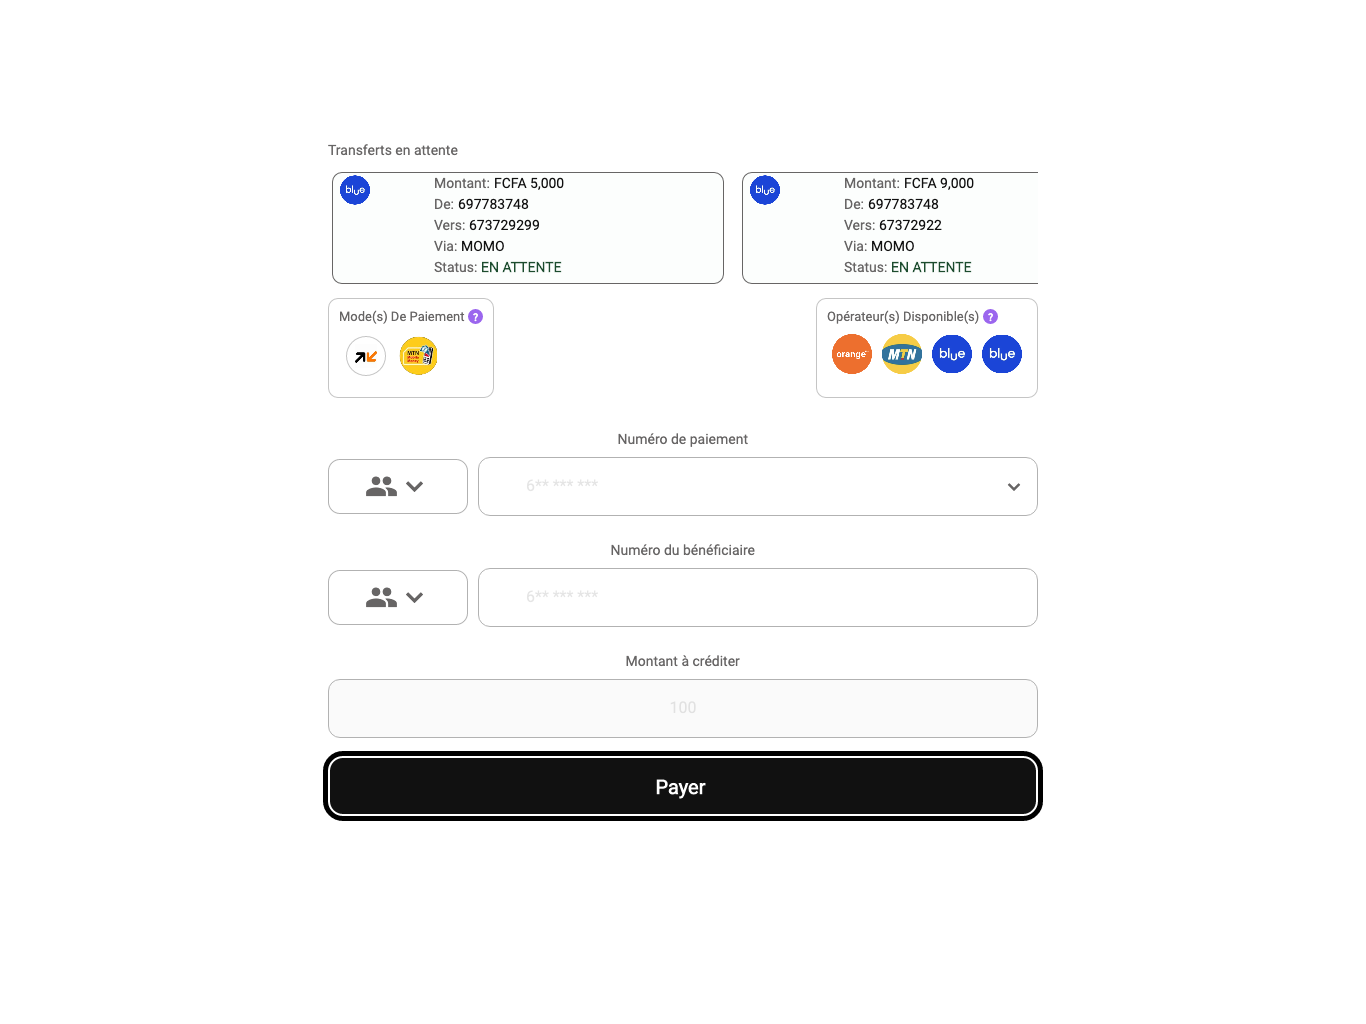 Transferts en attente
blue
Montant: FCFA 5,000
De: 697783748
Vers: 673729299
Via: MOMO
Status: EN ATTENTE
blue
Montant: FCFA 9,000
De: 697783748
Vers: 67372922
Via: MOMO
Status: EN ATTENTE
Mode(s) De Paiement ?
MTN
Opérateur(s) Disponible(s) ?
orange MTN blue blue
Numéro de paiement
6** *** ***
Numéro du bénéficiaire
6** *** ***
Montant à créditer
100
Payer